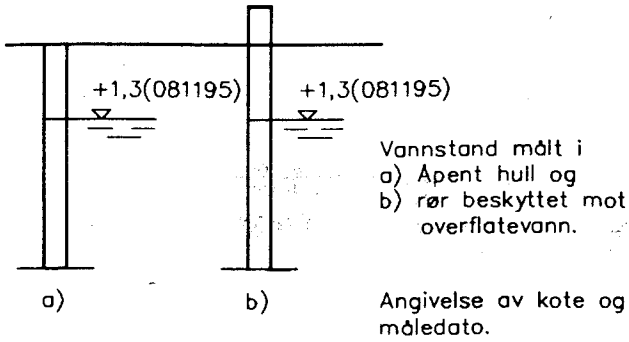 +1,3(081195)
+1,3(081195)
Vannstand målt i
a) Åpent hull og
b) rør beskyttet mot
overflatevann.
a)
b)
Angivelse av kote og
måledato.